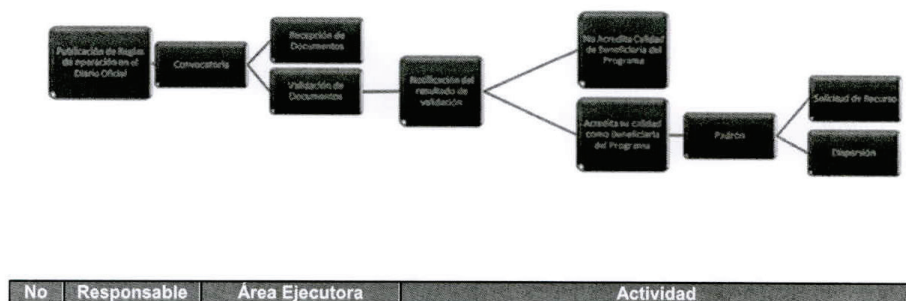 Publicación de Reglas
de operación en el
Diario Oficial
Convocatoria
Recepción de
Documentos
Validación de
Documentos
Notificación del
resultado de
validación
No Acredita Calidad
de Beneficiaria del
Programa
Acredita su calidad
como Beneficiaria
del Programa
Padrón
Solicitud de Recurso
Dispersión
No Responsable Área Ejecutora Actividad